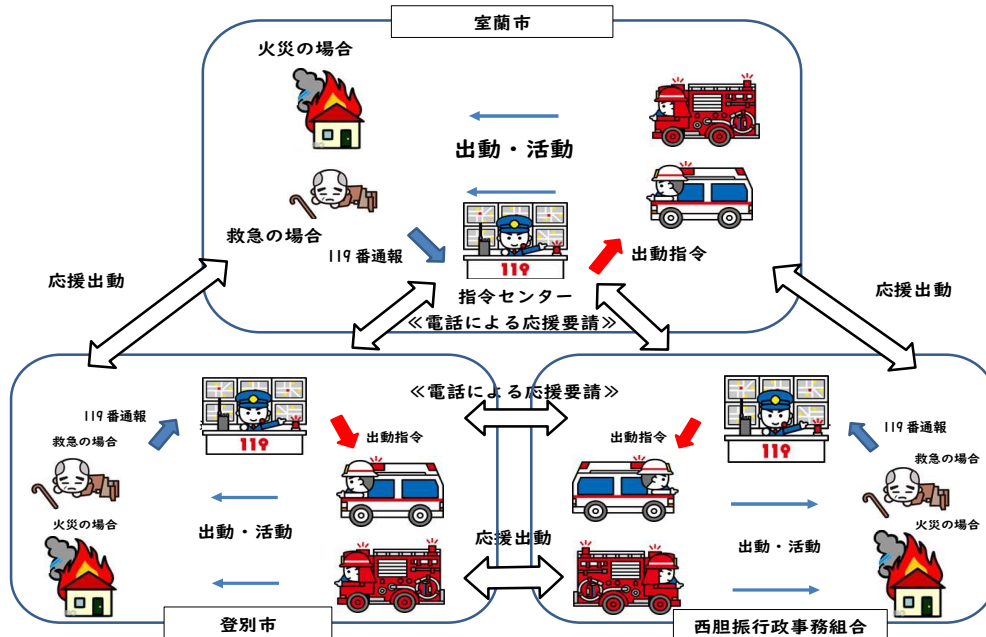 室蘭市
火災の場合
出動・活動
救急の場合
119番通報
119
出動指令
指令センター
応援出動
応援出動
≪電話による応援要請≫
≪電話による応援要請≫
119番通報
救急の場合
119
出動指令
火災の場合
出動・活動
登別市
応援出動
出動指令
119
119番通報
救急の場合
火災の場合
出動・活動
西胆振行政事務組合